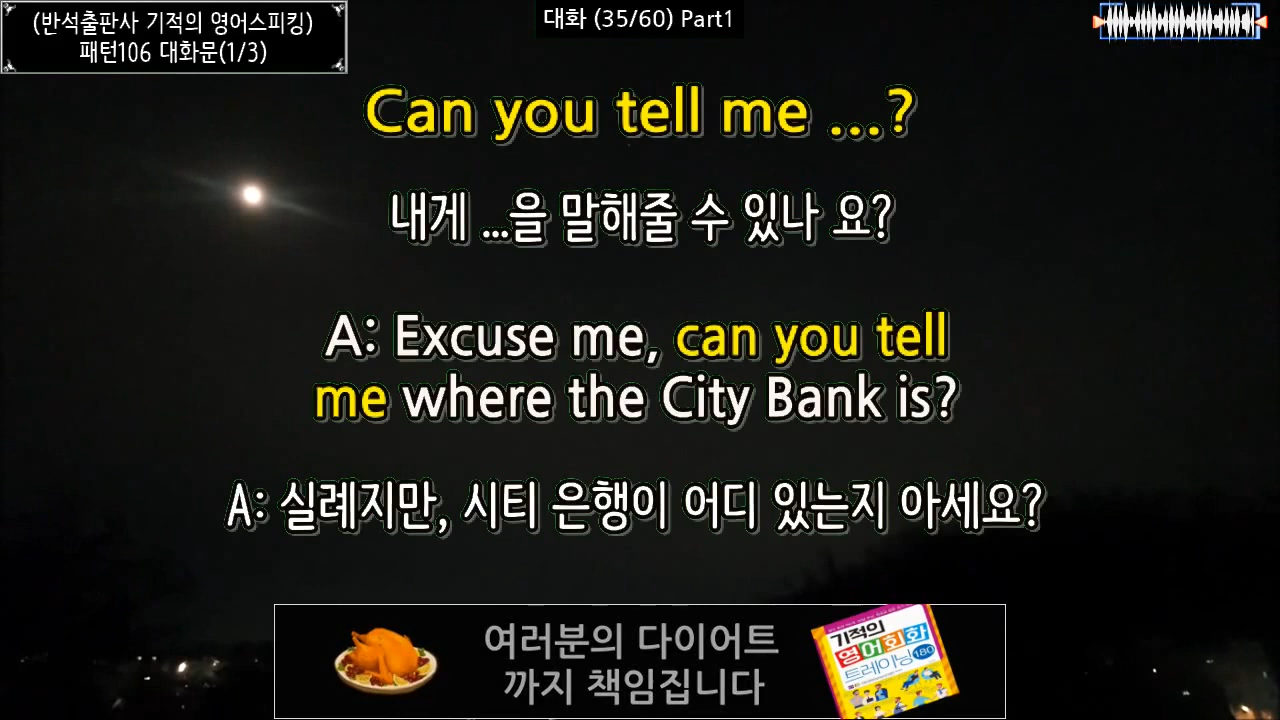 (반석출판사 기적의 영어스피킹)
패턴106 대화문(1/3)
대화 (35/60) Part1
Can you tell me ...?
내게 ...을 말해줄 수 있나 요?
A: Excuse me, can you tell
me where the City Bank is?
A: 실례지만, 시티 은행이 어디 있는지 아세요?
여러분의 다이어트
까지 책임집니다
기적의
영어회화
트레이닝 180